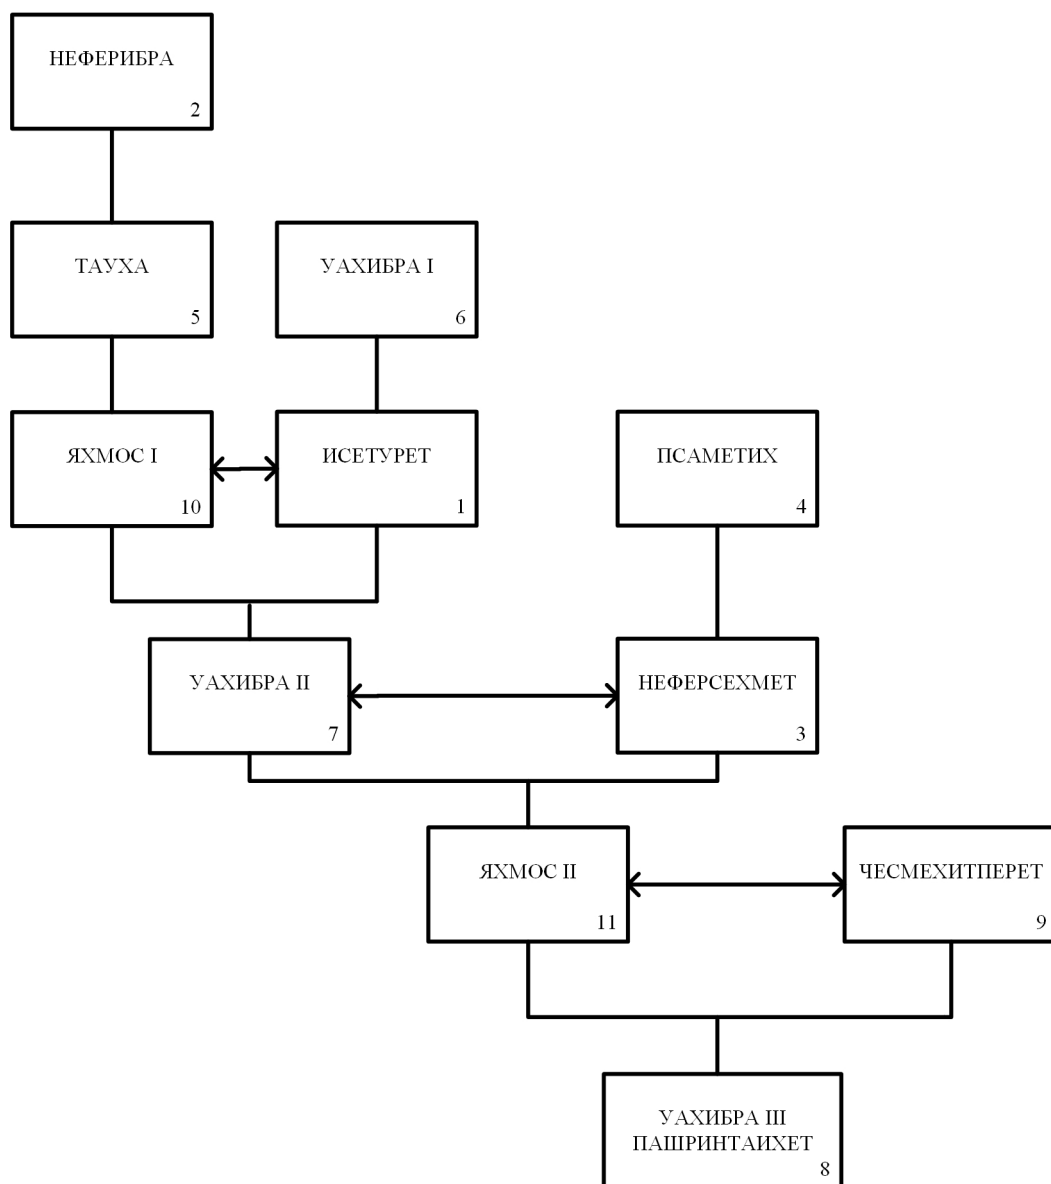 НЕФЕРИБРА
2
ТАУХА
5
УАХИБРА I
6
ЯХМОС I
10
ИСЕТУРЕТ
1
ПСАМЕТИХ
4
УАХИБРА II
7
НЕФЕРСЕХМЕТ
3
ЯХМОС II
11
ЧЕСМЕХИТПЕРЕТ
9
УАХИБРА III
ПАШРИНТАИХЕТ
8